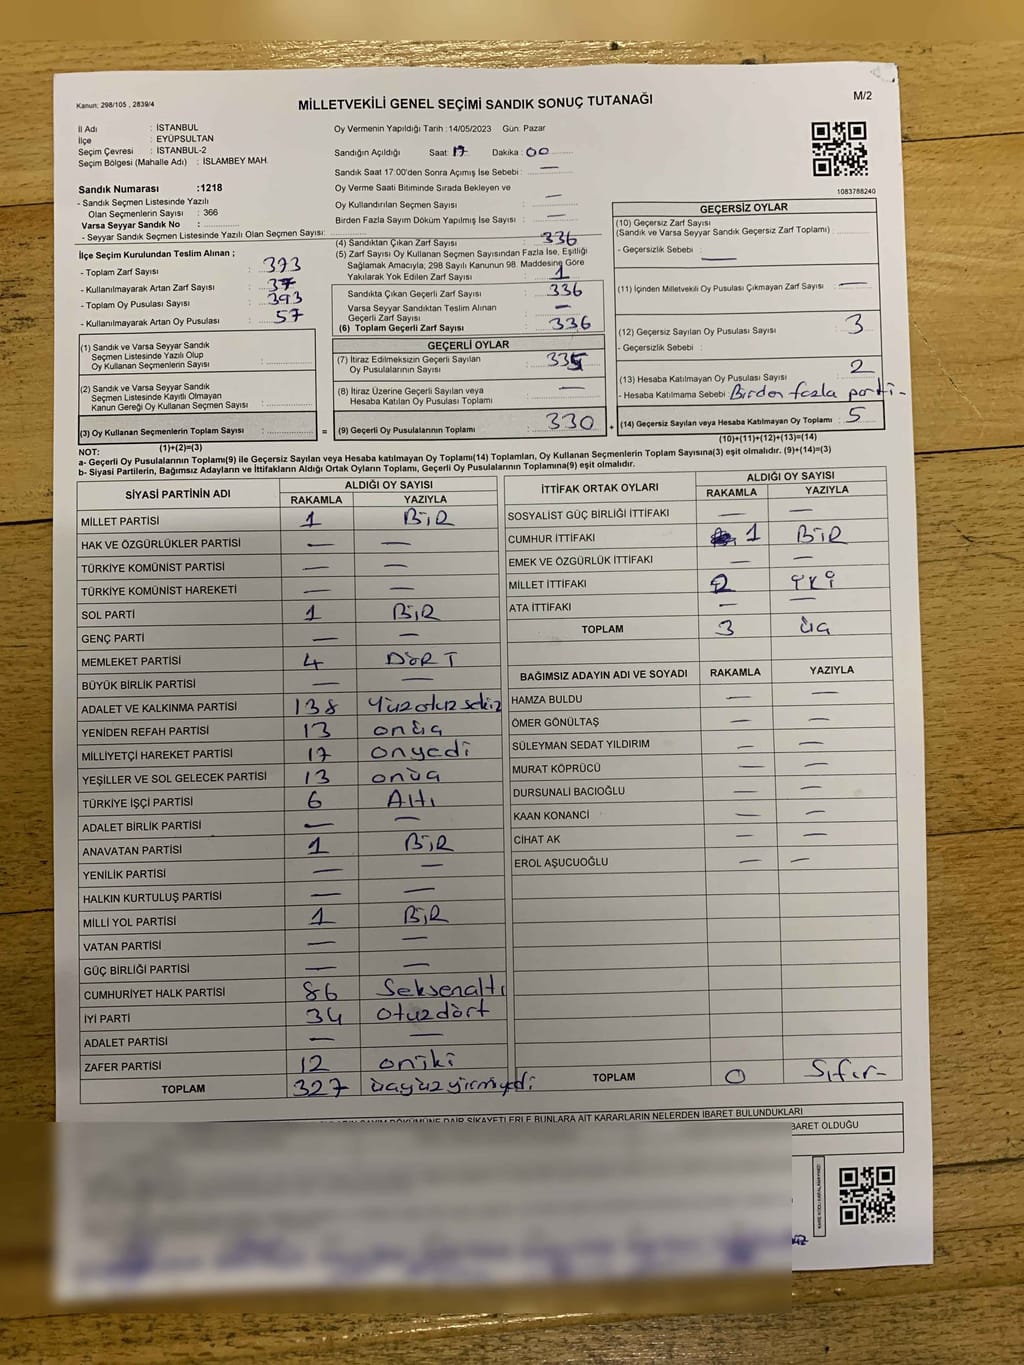 Kanun: 298/105 , 2839/4
MİLLETVEKİLİ GENEL SEÇİMİ SANDIK SONUÇ TUTANAĞI
M/2
İl Adı : İSTANBUL
İlçe : EYÜPSULTAN
Seçim Çevresi : İSTANBUL-2
Seçim Bölgesi (Mahalle Adı) : İSLAMBEY MAH.
Sandık Numarası :1218
- Sandık Seçmen Listesinde Yazılı
Olan Seçmenlerin Sayısı : 366
Varsa Seyyar Sandık No :
- Seyyar Sandık Seçmen Listesinde Yazılı Olan Seçmen Sayısı:
İlçe Seçim Kurulundan Teslim Alınan ;
- Toplam Zarf Sayısı : 373
- Kullanılmayarak Artan Zarf Sayısı : 37
- Toplam Oy Pusulası Sayısı : 393
- Kullanılmayarak Artan Oy Pusulası : 57
(1) Sandık ve Varsa Seyyar Sandık
Seçmen Listesinde Yazılı Olup
Oy Kullanan Seçmenlerin Sayısı :
(2) Sandık ve Varsa Seyyar Sandık
Seçmen Listesinde Kayıtlı Olmayan
Kanun Gereği Oy Kullanan Seçmen Sayısı :
(3) Oy Kullanan Seçmenlerin Toplam Sayısı :
(1)+(2)=(3)
Oy Vermenin Yapıldığı Tarih : 14/05/2023 Gün. Pazar
Sandığın Açıldığı Saat: 17 Dakika : 00
Sandık Saat 17.00'den Sonra Açımış İse Sebebi : —
Oy Verme Saati Bitiminde Sırada Bekleyen ve
Oy Kullandırılan Seçmen Sayısı : —
Birden Fazla Sayım Döküm Yapılmış İse Sayısı : —
(4) Sandıktan Çıkan Zarf Sayısı : 336
(5) Zarf Sayısı Oy Kullanan Seçmen Sayısından Fazla İse, Eşitliği
Sağlamak Amacıyla; 298 Sayılı Kanunun 98. Maddesine Göre
Yakılarak Yok Edilen Zarf Sayısı : 1
Sandıkta Çıkan Geçerli Zarf Sayısı : 336
Varsa Seyyar Sandıktan Teslim Alınan
Geçerli Zarf Sayısı : —
(6) Toplam Geçerli Zarf Sayısı : 336
GEÇERLİ OYLAR
(7) İtiraz Edilmeksizin Geçerli Sayılan
Oy Pusulalarının Sayısı :
(8) İtiraz Üzerine Geçerli Sayılan veya
Hesaba Katılan Oy Pusulası Toplamı : —
= (9) Geçerli Oy Pusulalarının Toplamı : 330 +
1083788240
GEÇERSİZ OYLAR
(10) Geçersiz Zarf Sayısı
(Sandık ve Varsa Seyyar Sandık Geçersiz Zarf Toplamı) :
- Geçersizlik Sebebi : —
(11) İçinden Milletvekili Oy Pusulası Çıkmayan Zarf Sayısı : —
(12) Geçersiz Sayılan Oy Pusulası Sayısı : 3
- Geçersizlik Sebebi :
(13) Hesaba Katılmayan Oy Pusulası Sayısı : 2
- Hesaba Katılmama Sebebi : Birden fazla parti-
(14) Geçersiz Sayılan veya Hesaba Katılmayan Oy Toplamı : 5
(10)+(11)+(12)+(13)=(14)
NOT:
a- Geçerli Oy Pusulalarının Toplamı(9) ile Geçersiz Sayılan veya Hesaba katılmayan Oy Toplamı(14) Toplamları, Oy Kullanan Seçmenlerin Toplam Sayısına(3) eşit olmalıdır. (9)+(14)=(3)
b- Siyasi Partilerin, Bağımsız Adayların ve İttifakların Aldığı Ortak Oyların Toplamı, Geçerli Oy Pusulalarının Toplamına(9) eşit olmalıdır.
SİYASİ PARTİNİN ADI ALDIĞI OY SAYISI
RAKAMLA YAZIYLA
MİLLET PARTİSİ 1 BİR
HAK VE ÖZGÜRLÜKLER PARTİSİ — —
TÜRKİYE KOMÜNİST PARTİSİ — —
TÜRKİYE KOMÜNİST HAREKETİ — —
SOL PARTİ 1 BİR
GENÇ PARTİ — —
MEMLEKET PARTİSİ 4 DÖRT
BÜYÜK BİRLİK PARTİSİ — —
ADALET VE KALKINMA PARTİSİ 138 Yüzotuzsekiz
YENİDEN REFAH PARTİSİ 13 onüç
MİLLİYETÇİ HAREKET PARTİSİ 17 onyedi
YEŞİLLER VE SOL GELECEK PARTİSİ 13 onüç
TÜRKİYE İŞÇİ PARTİSİ 6 Altı
ADALET BİRLİK PARTİSİ — —
ANAVATAN PARTİSİ 1 BİR
YENİLİK PARTİSİ — —
HALKIN KURTULUŞ PARTİSİ — —
MİLLİ YOL PARTİSİ 1 BİR
VATAN PARTİSİ — —
GÜÇ BİRLİĞİ PARTİSİ — —
CUMHURİYET HALK PARTİSİ 86 Seksenaltı
İYİ PARTİ 34 otuzdört
ADALET PARTİSİ — —
ZAFER PARTİSİ 12 oniki
TOPLAM 327 üçyüzyirmiyedi
İTTİFAK ORTAK OYLARI ALDIĞI OY SAYISI
RAKAMLA YAZIYLA
SOSYALİST GÜÇ BİRLİĞİ İTTİFAKI — —
CUMHUR İTTİFAKI 1 BİR
EMEK VE ÖZGÜRLÜK İTTİFAKI — —
MİLLET İTTİFAKI 2 İKİ
ATA İTTİFAKI — —
TOPLAM 3 üç
BAĞIMSIZ ADAYIN ADI VE SOYADI RAKAMLA YAZIYLA
HAMZA BULDU — —
ÖMER GÖNÜLTAŞ — —
SÜLEYMAN SEDAT YILDIRIM — —
MURAT KÖPRÜCÜ — —
DURSUNALİ BACIOĞLU — —
KAAN KONANCİ — —
CİHAT AK — —
EROL AŞUCUOĞLU — —
TOPLAM 0 Sıfır-
SAYIM DÖKÜMÜNE DAİR ŞİKAYETLERLE BUNLARA AİT KARARLARIN NELERDEN İBARET BULUNDUKLARI
BARET OLDUĞU